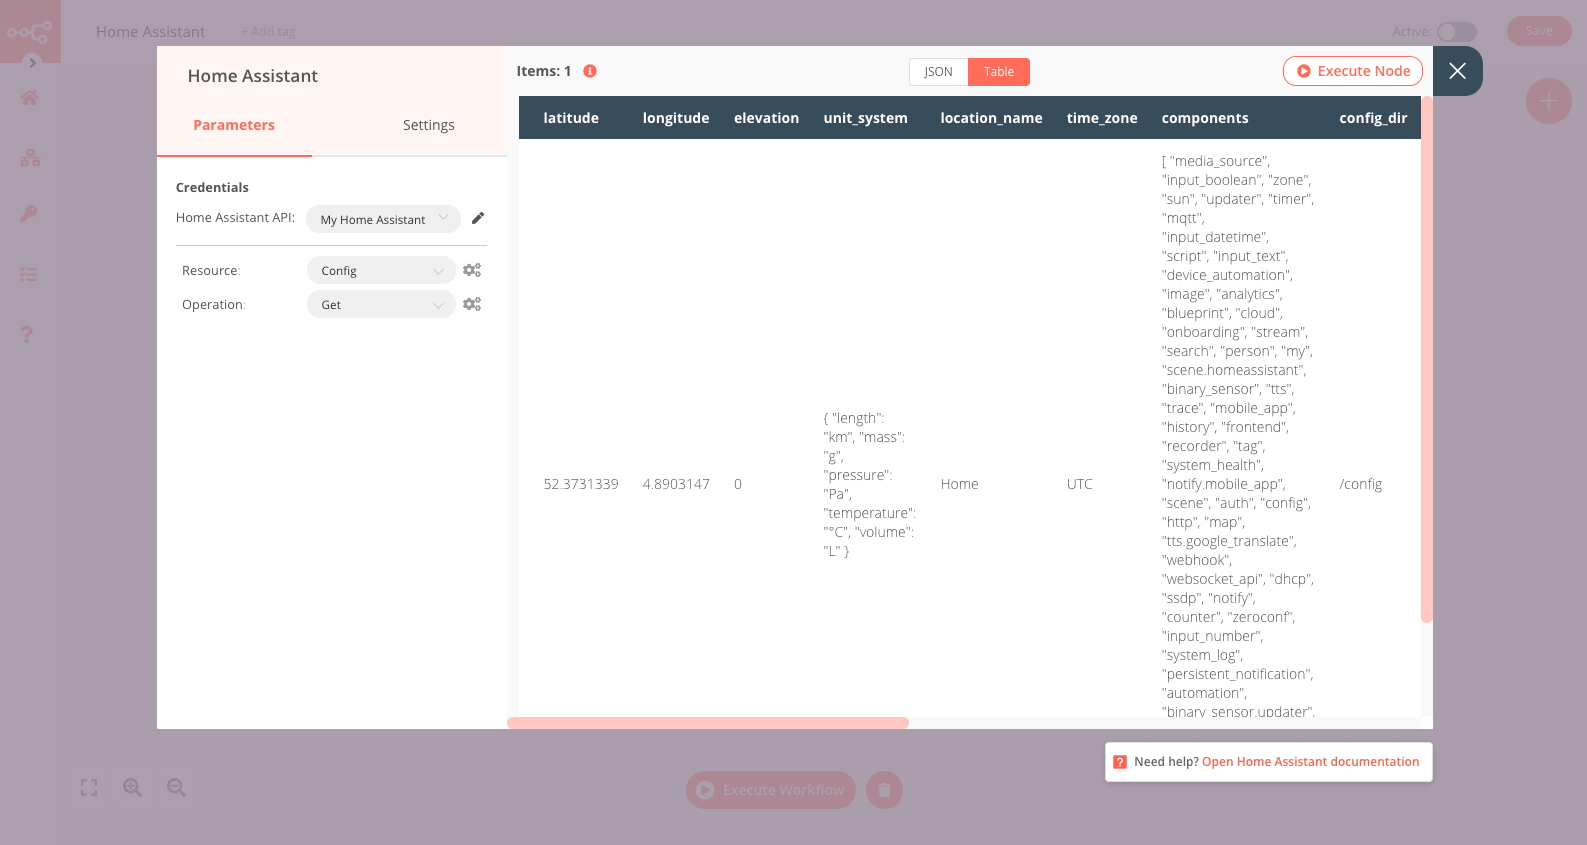 Home Assistant
+ Add tag
Active:
Save
Home Assistant
Parameters
Settings
Credentials
Home Assistant API:
My Home Assistant
Resource:
Config
Operation:
Get
Items: 1
JSON
Table
Execute Node
latitude longitude elevation unit_system location_name time_zone components config_dir
52.3731339
4.8903147
0
{ "length":
"km", "mass":
"g",
"pressure":
"Pa",
"temperature":
"°C", "volume":
"L" }
Home
UTC
[ "media_source",
"input_boolean", "zone",
"sun", "updater", "timer",
"mqtt",
"input_datetime",
"script", "input_text",
"device_automation",
"image", "analytics",
"blueprint", "cloud",
"onboarding", "stream",
"search", "person", "my",
"scene.homeassistant",
"binary_sensor", "tts",
"trace", "mobile_app",
"history", "frontend",
"recorder", "tag",
"system_health",
"notify.mobile_app",
"scene", "auth", "config",
"http", "map",
"tts.google_translate",
"webhook",
"websocket_api", "dhcp",
"ssdp", "notify",
"counter", "zeroconf",
"input_number",
"system_log",
"persistent_notification",
"automation",
"binary_sensor.updater",
/config
Need help? Open Home Assistant documentation
Execute Workflow